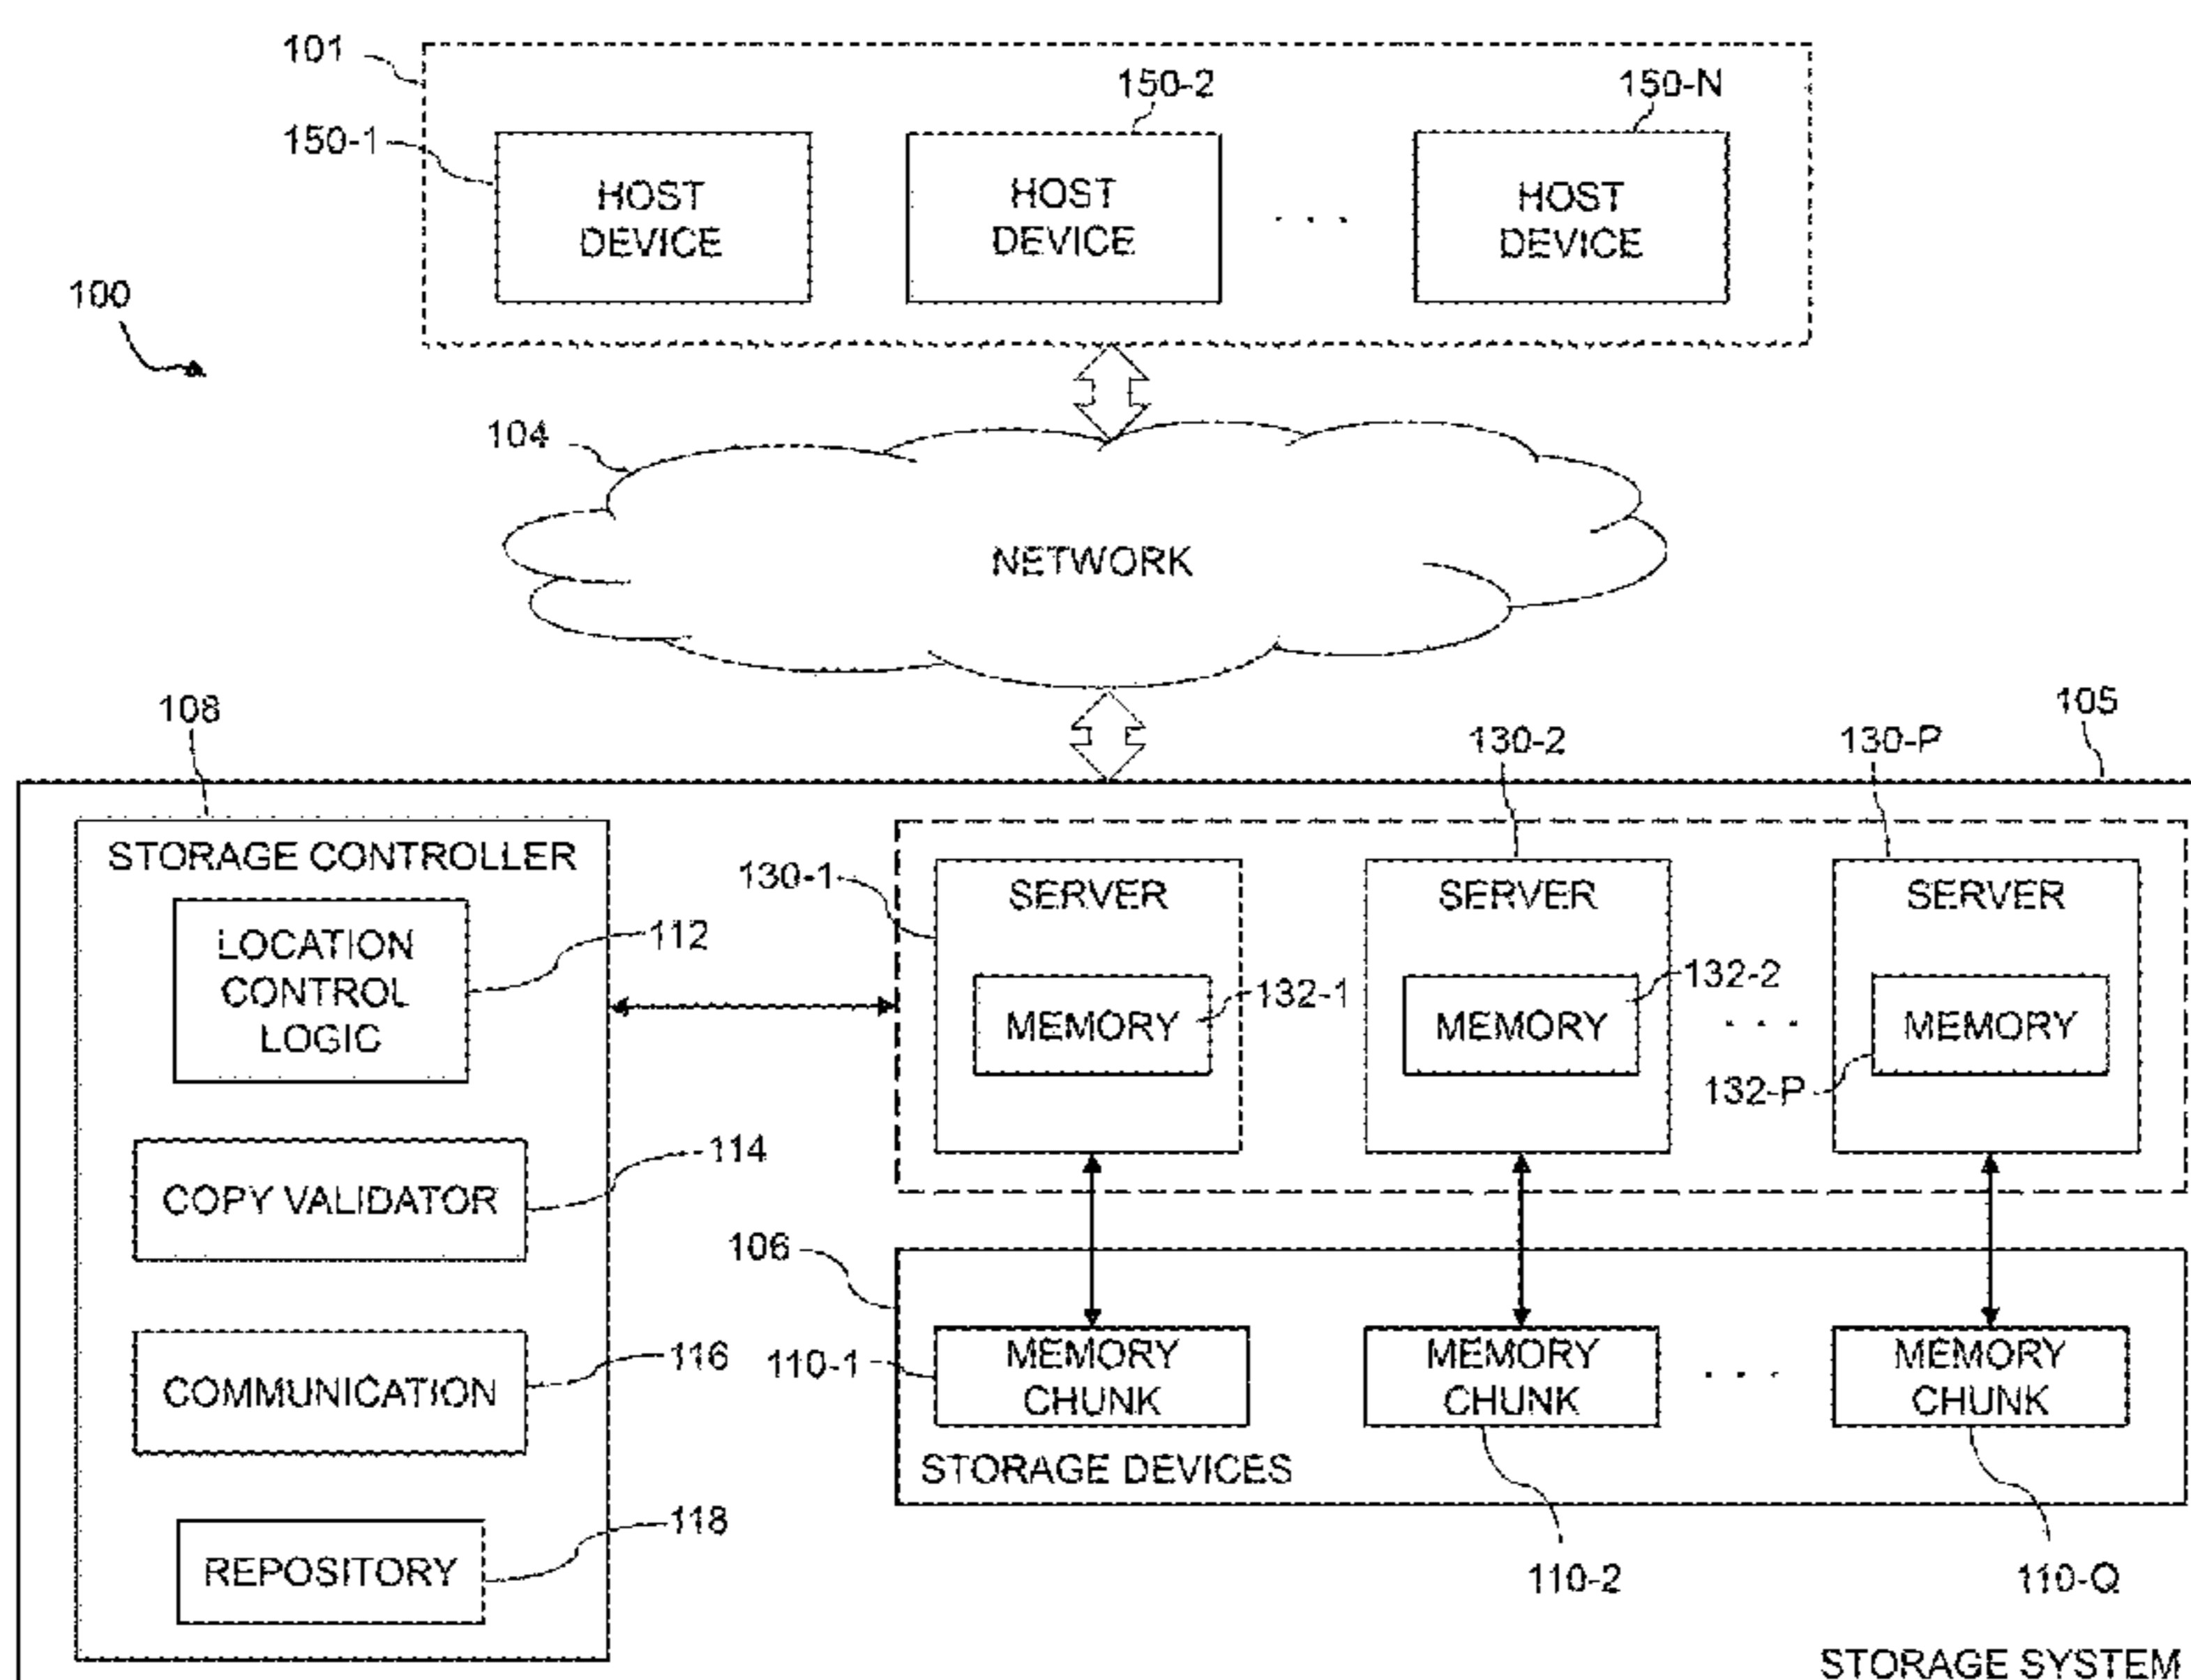 101
150-2
150-N
150-1
HOST
DEVICE
HOST
DEVICE
. . .
HOST
DEVICE
100
104
NETWORK
108
105
130-2
130-P
STORAGE CONTROLLER
130-1
SERVER
SERVER
SERVER
LOCATION
CONTROL
LOGIC
112
MEMORY
132-1
MEMORY
132-2
. . .
MEMORY
132-P
COPY VALIDATOR
114
106
COMMUNICATION
116
110-1
MEMORY
CHUNK
MEMORY
CHUNK
. . .
MEMORY
CHUNK
STORAGE DEVICES
REPOSITORY
118
110-2
110-Q
STORAGE SYSTEM